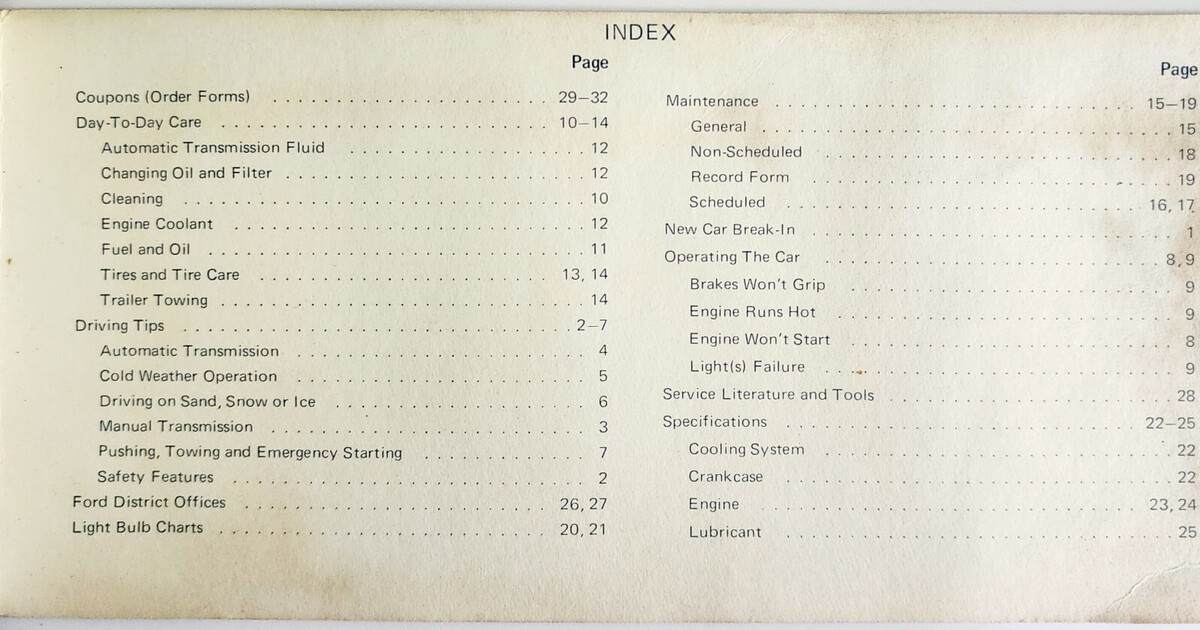 INDEX
Page
Coupons (Order Forms) . . . . . . . . . . . . . . . . . . . . . . . 29–32
Day-To-Day Care . . . . . . . . . . . . . . . . . . . . . . . . . . . 10–14
Automatic Transmission Fluid . . . . . . . . . . . . . . . . . . . . 12
Changing Oil and Filter . . . . . . . . . . . . . . . . . . . . . . . . . 12
Cleaning . . . . . . . . . . . . . . . . . . . . . . . . . . . . . . . . . 10
Engine Coolant . . . . . . . . . . . . . . . . . . . . . . . . . . . . . 12
Fuel and Oil . . . . . . . . . . . . . . . . . . . . . . . . . . . . . . . 11
Tires and Tire Care . . . . . . . . . . . . . . . . . . . . . . . . . 13, 14
Trailer Towing . . . . . . . . . . . . . . . . . . . . . . . . . . . . . . 14
Driving Tips . . . . . . . . . . . . . . . . . . . . . . . . . . . . . . . 2–7
Automatic Transmission . . . . . . . . . . . . . . . . . . . . . . . . 4
Cold Weather Operation . . . . . . . . . . . . . . . . . . . . . . . . 5
Driving on Sand, Snow or Ice . . . . . . . . . . . . . . . . . . . . . 6
Manual Transmission . . . . . . . . . . . . . . . . . . . . . . . . . . 3
Pushing, Towing and Emergency Starting . . . . . . . . . . . . . . 7
Safety Features . . . . . . . . . . . . . . . . . . . . . . . . . . . . . 2
Ford District Offices . . . . . . . . . . . . . . . . . . . . . . . . . 26, 27
Light Bulb Charts . . . . . . . . . . . . . . . . . . . . . . . . . . . 20, 21
Page
Maintenance . . . . . . . . . . . . . . . . . . . . . . . . . . . . . . 15–19
General . . . . . . . . . . . . . . . . . . . . . . . . . . . . . . . . . . 15
Non-Scheduled . . . . . . . . . . . . . . . . . . . . . . . . . . . . . 18
Record Form . . . . . . . . . . . . . . . . . . . . . . . . . . . . . . 19
Scheduled . . . . . . . . . . . . . . . . . . . . . . . . . . . . . . 16, 17
New Car Break-In . . . . . . . . . . . . . . . . . . . . . . . . . . . . 1
Operating The Car . . . . . . . . . . . . . . . . . . . . . . . . . . 8, 9
Brakes Won't Grip . . . . . . . . . . . . . . . . . . . . . . . . . . . 9
Engine Runs Hot . . . . . . . . . . . . . . . . . . . . . . . . . . . . 9
Engine Won't Start . . . . . . . . . . . . . . . . . . . . . . . . . . . 8
Light(s) Failure . . . . . . . . . . . . . . . . . . . . . . . . . . . . . 9
Service Literature and Tools . . . . . . . . . . . . . . . . . . . . . 28
Specifications . . . . . . . . . . . . . . . . . . . . . . . . . . . . . 22–25
Cooling System . . . . . . . . . . . . . . . . . . . . . . . . . . . . . 22
Crankcase . . . . . . . . . . . . . . . . . . . . . . . . . . . . . . . . 22
Engine . . . . . . . . . . . . . . . . . . . . . . . . . . . . . . . . 23, 24
Lubricant . . . . . . . . . . . . . . . . . . . . . . . . . . . . . . . . 25